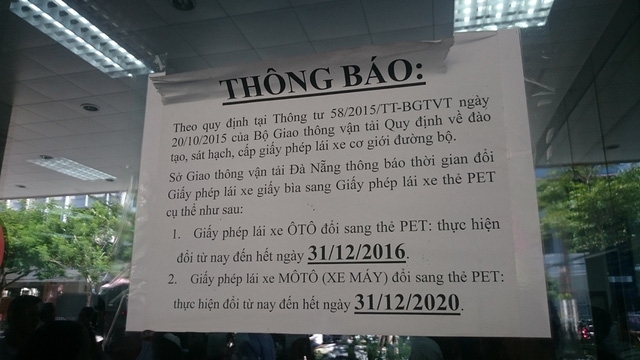 THÔNG BÁO:
Theo quy định tại Thông tư 58/2015/TT-BGTVT ngày
20/10/2015 của Bộ Giao thông vận tải Quy định về đào
tạo, sát hạch, cấp giấy phép lái xe cơ giới đường bộ.
Sở Giao thông vận tải Đà Nẵng thông báo thời gian đổi
Giấy phép lái xe giấy bìa sang Giấy phép lái xe thẻ PET
cụ thể như sau:
1. Giấy phép lái xe ÔTÔ đổi sang thẻ PET: thực hiện
đổi từ nay đến hết ngày 31/12/2016.
2. Giấy phép lái xe MÔTÔ (XE MÁY) đổi sang thẻ PET:
thực hiện đổi từ nay đến hết ngày 31/12/2020.